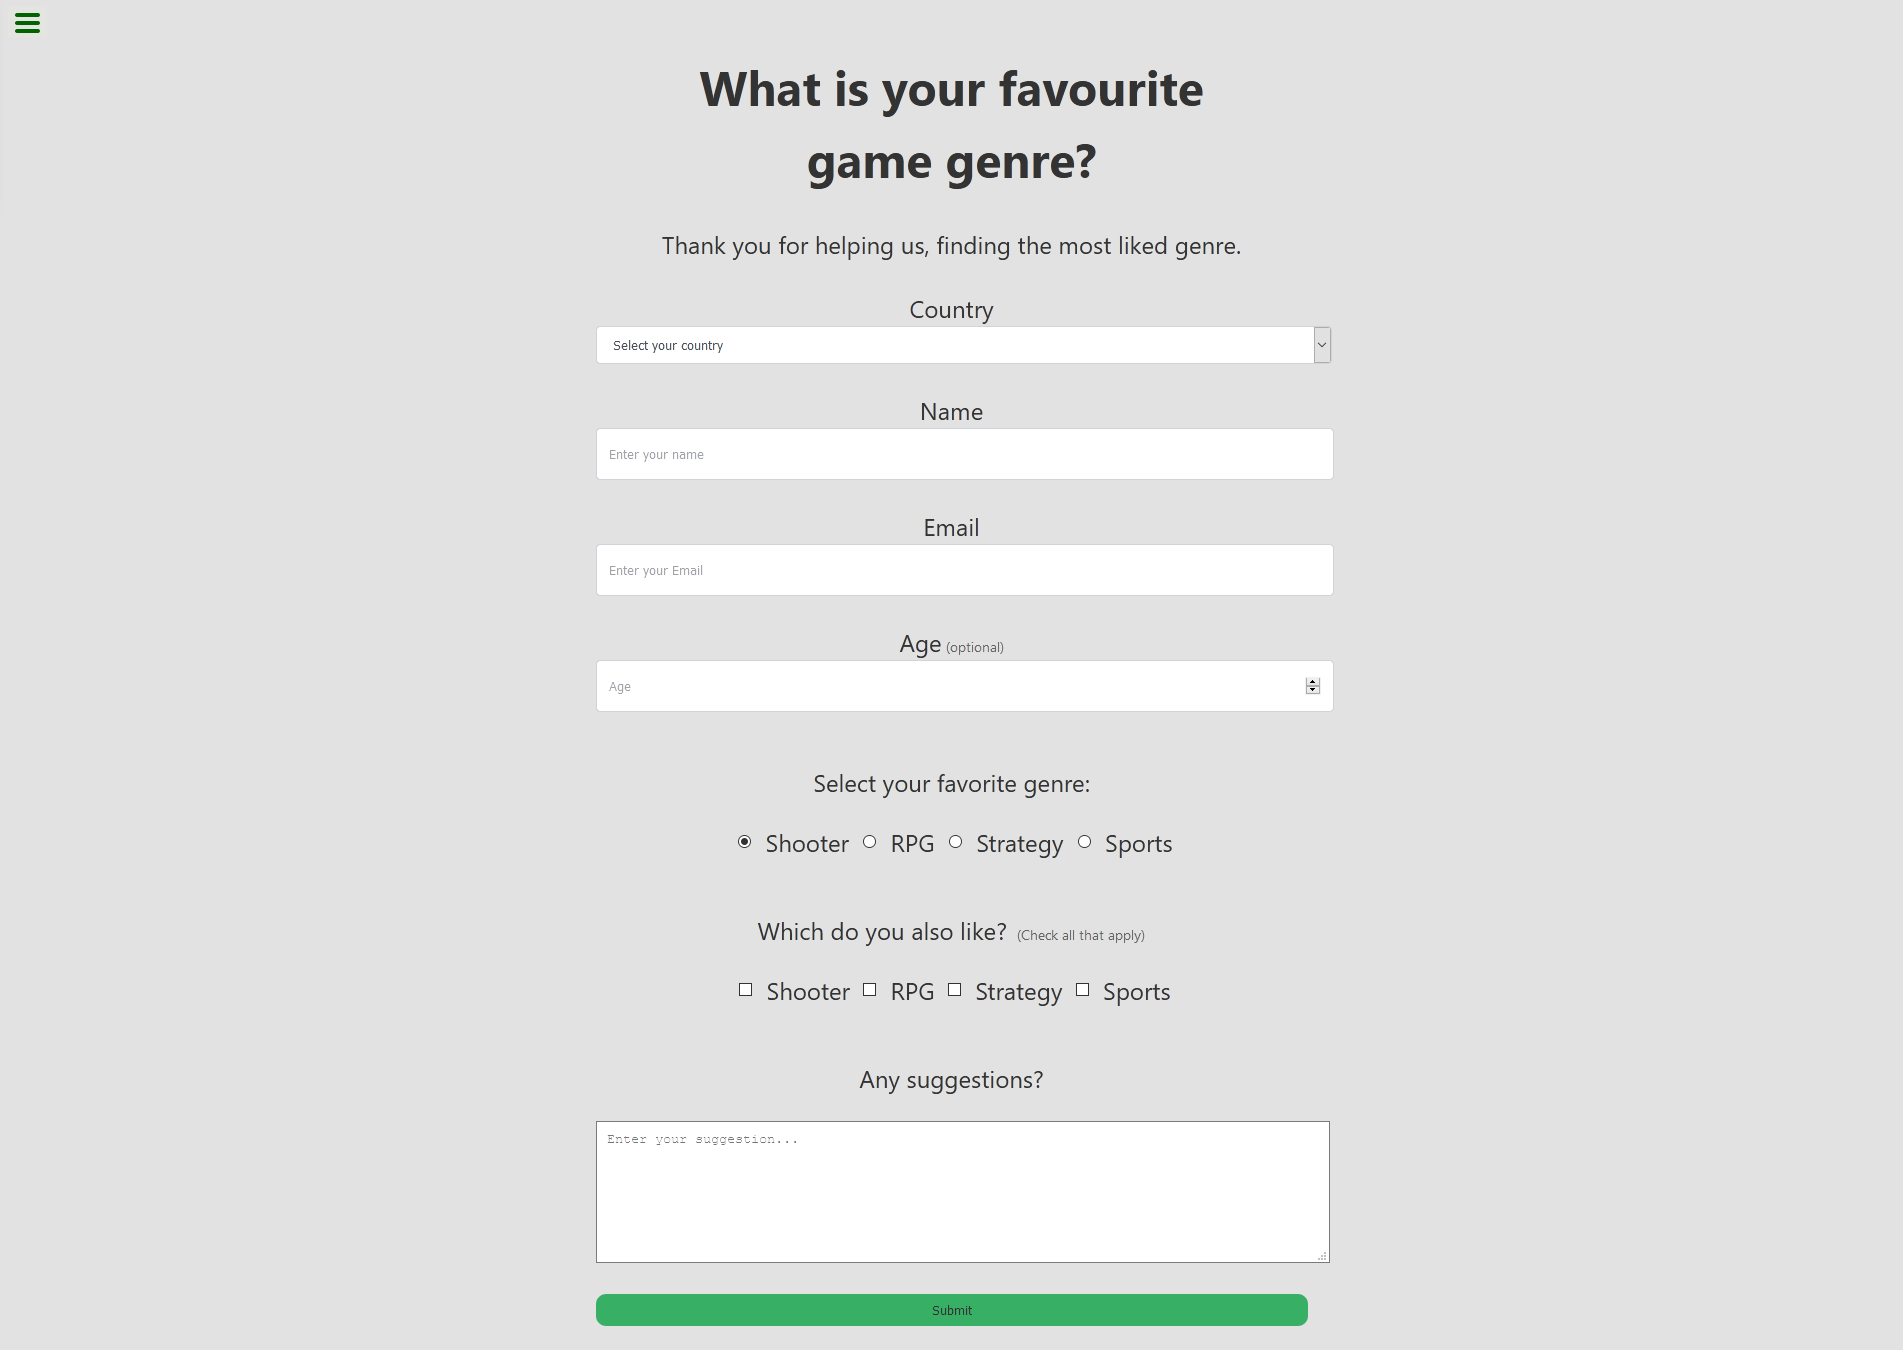 What is your favourite
game genre?
Thank you for helping us, finding the most liked genre.
Country
Select your country
Name
Enter your name
Email
Enter your Email
Age (optional)
Age
Select your favorite genre:
Shooter RPG Strategy Sports
Which do you also like? (Check all that apply)
Shooter RPG Strategy Sports
Any suggestions?
Enter your suggestion...
Submit